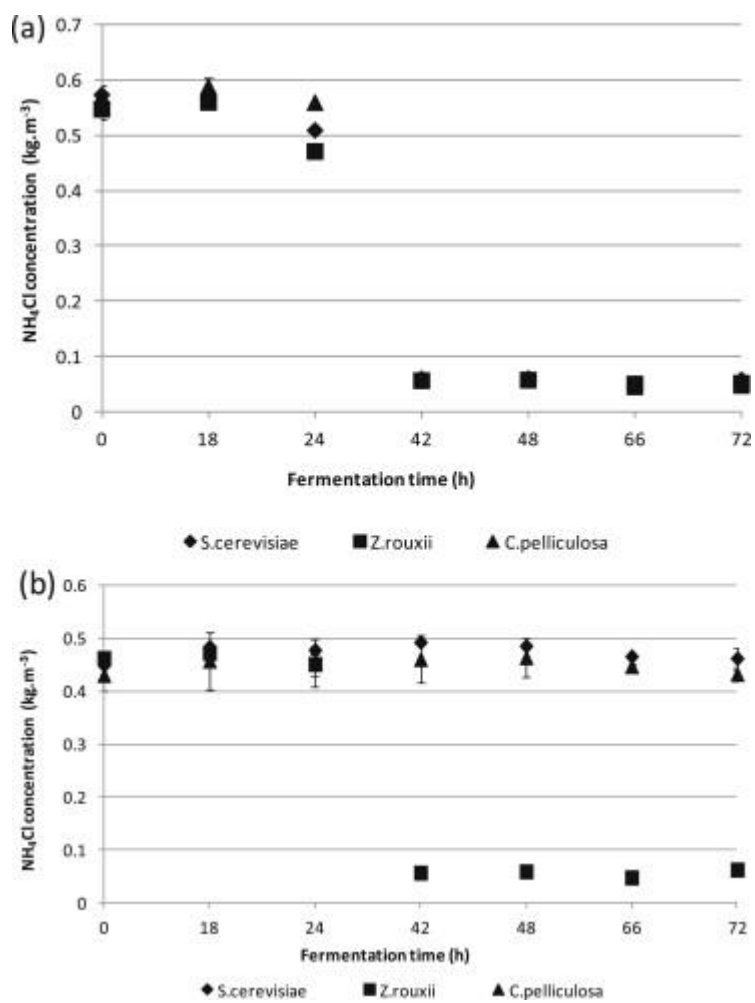 (a)
0.7
0.6
0.5
0.4
0.3
0.2
0.1
0
NH₄Cl concentration (kg.m⁻³)
0 18 24 42 48 66 72
Fermentation time (h)
S.cerevisiae Z.rouxii C.pelliculosa
(b)
0.6
0.5
0.4
0.3
0.2
0.1
0
NH₄Cl concentration (kg.m⁻³)
0 18 24 42 48 66 72
Fermentation time (h)
S.cerevisiae Z.rouxii C.pelliculosa